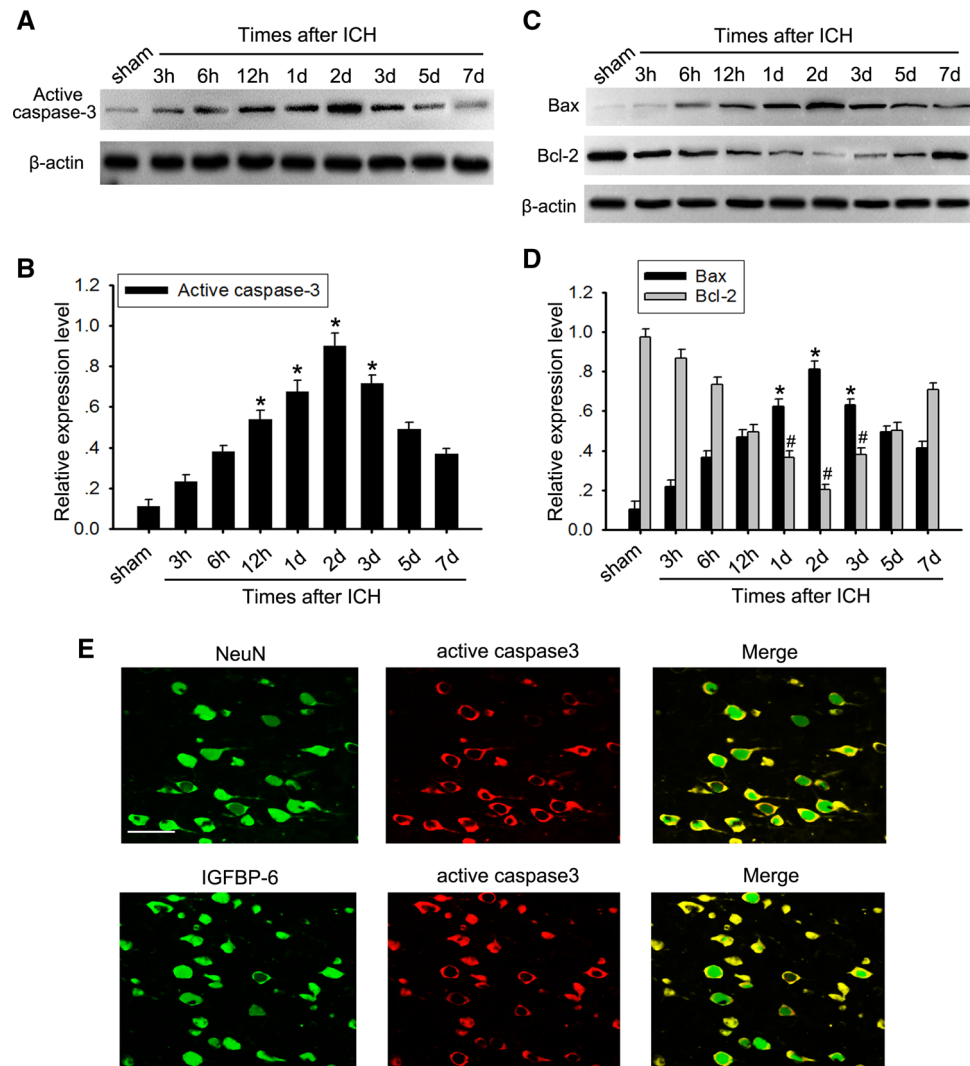 A
Times after ICH
sham 3h 6h 12h 1d 2d 3d 5d 7d
Active
caspase-3
β-actin
B
Active caspase-3
Relative expression level
1.2
1.0
.8
.6
.4
.2
0.0
* * * *
sham 3h 6h 12h 1d 2d 3d 5d 7d
Times after ICH
C
Times after ICH
sham 3h 6h 12h 1d 2d 3d 5d 7d
Bax
Bcl-2
β-actin
D
Bax
Bcl-2
Relative expression level
1.2
1.0
.8
.6
.4
.2
0.0
* * *
# # #
sham 3h 6h 12h 1d 2d 3d 5d 7d
Times after ICH
E
NeuN active caspase3 Merge
IGFBP-6 active caspase3 Merge